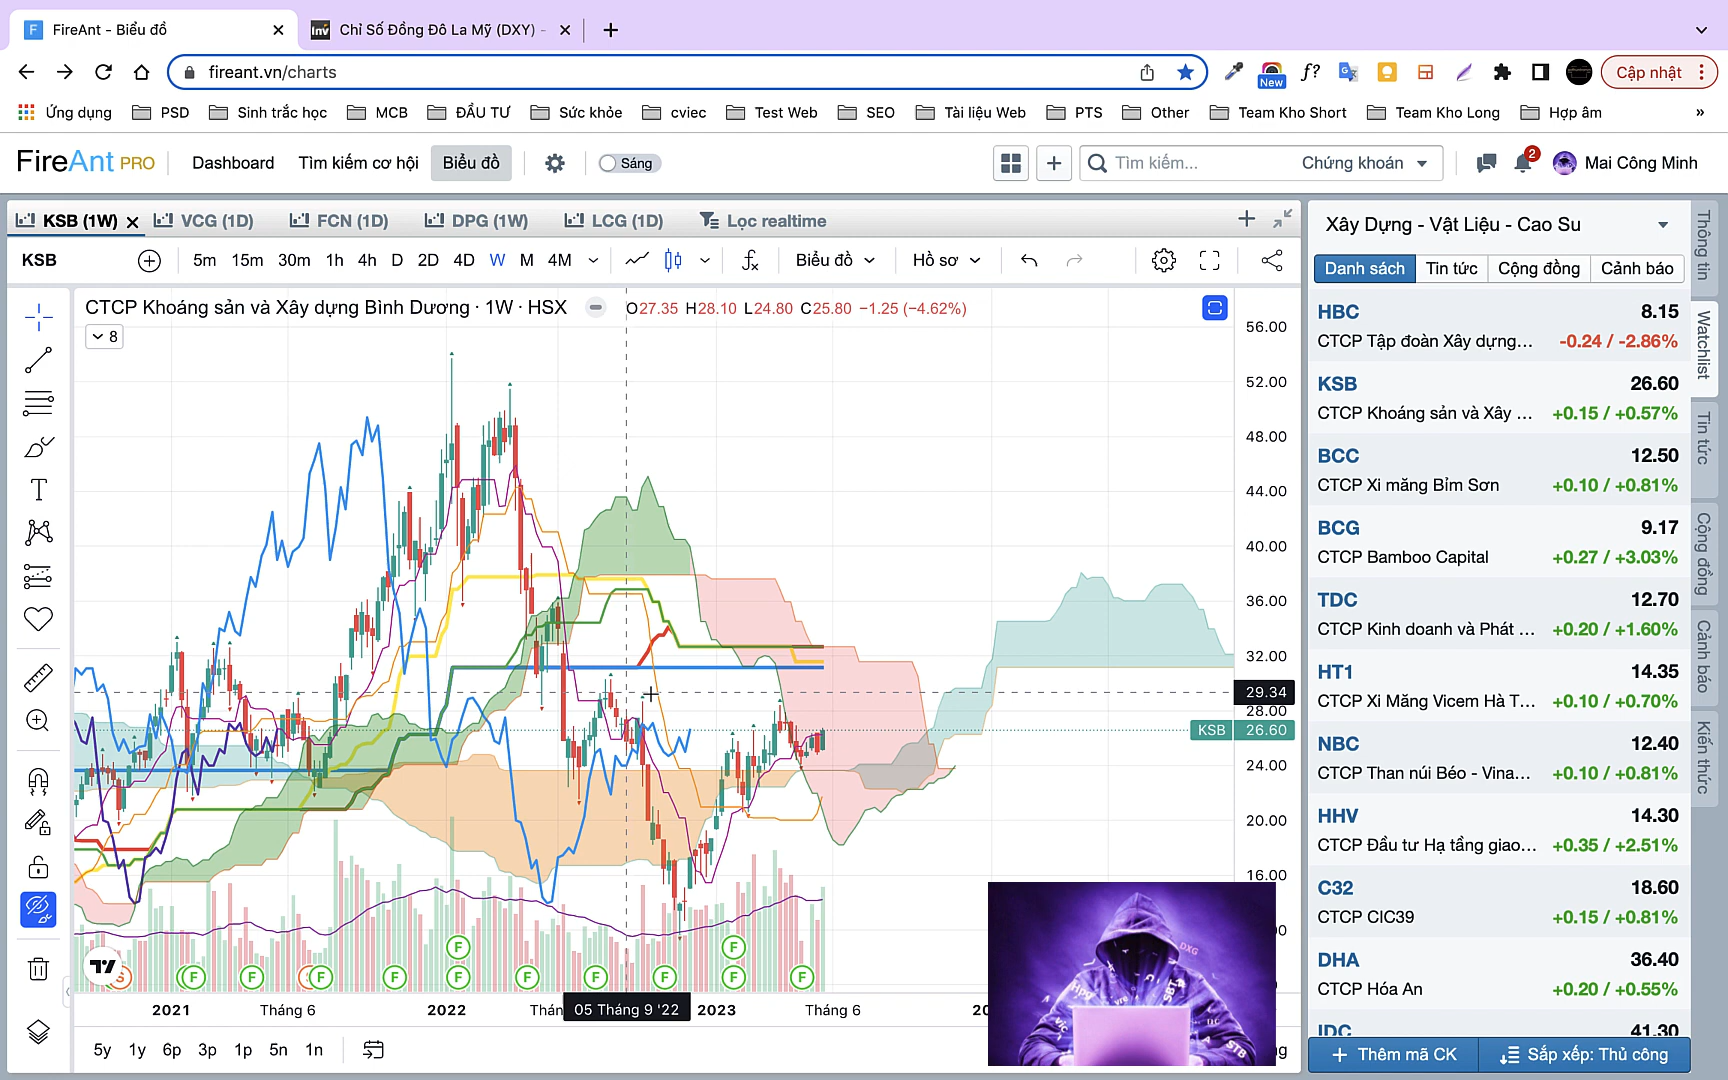 FireAnt - Biểu đồ
Chỉ Số Đồng Đô La Mỹ (DXY) -
fireant.vn/charts
New
f?
Cập nhật
Ứng dụng PSD Sinh trắc học MCB ĐẦU TƯ Sức khỏe cviec Test Web SEO Tài liệu Web PTS Other Team Kho Short Team Kho Long Hợp âm »
FireAnt PRO Dashboard Tìm kiếm cơ hội Biểu đồ Sáng Tìm kiếm... Chứng khoán 2 Mai Công Minh
KSB (1W) VCG (1D) FCN (1D) DPG (1W) LCG (1D) Lọc realtime
KSB 5m 15m 30m 1h 4h D 2D 4D W M 4M Biểu đồ Hồ sơ
CTCP Khoáng sản và Xây dựng Bình Dương · 1W · HSX O27.35 H28.10 L24.80 C25.80 −1.25 (−4.62%)
8
56.00
52.00
48.00
44.00
40.00
36.00
32.00
29.34
28.00
KSB 26.60
24.00
20.00
16.00
F F
F F F F F F F F F
2021 Tháng 6 2022 05 Tháng 9 '22 2023 Tháng 6
5y 1y 6p 3p 1p 5n 1n
DXG
Hpg
SBT
vic
STB
Xây Dựng - Vật Liệu - Cao Su
Danh sách Tin tức Cộng đồng Cảnh báo
HBC 8.15
CTCP Tập đoàn Xây dựng... -0.24 / -2.86%
KSB 26.60
CTCP Khoáng sản và Xây ... +0.15 / +0.57%
BCC 12.50
CTCP Xi măng Bỉm Sơn +0.10 / +0.81%
BCG 9.17
CTCP Bamboo Capital +0.27 / +3.03%
TDC 12.70
CTCP Kinh doanh và Phát ... +0.20 / +1.60%
HT1 14.35
CTCP Xi Măng Vicem Hà T... +0.10 / +0.70%
NBC 12.40
CTCP Than núi Béo - Vina... +0.10 / +0.81%
HHV 14.30
CTCP Đầu tư Hạ tầng giao... +0.35 / +2.51%
C32 18.60
CTCP CIC39 +0.15 / +0.81%
DHA 36.40
CTCP Hóa An +0.20 / +0.55%
IDC 41.30
+ Thêm mã CK Sắp xếp: Thủ công
Thông tin
Watchlist
Tin tức
Cộng đồng
Cảnh báo
Kiến thức